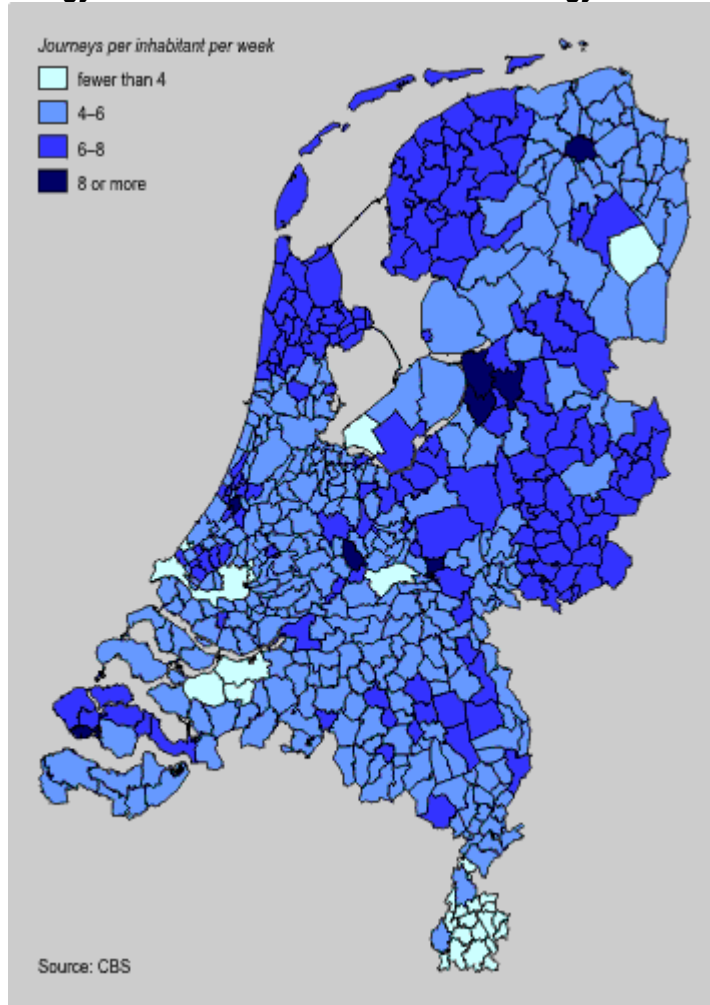 Journeys per inhabitant per week
fewer than 4
4–6
6–8
8 or more
Source: CBS